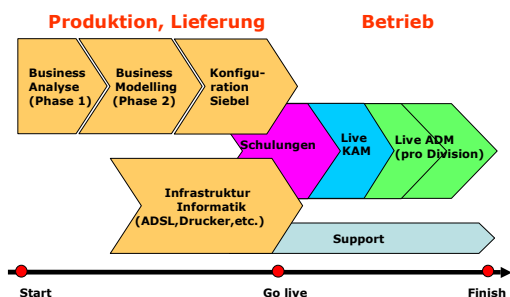 Produktion, Lieferung
Betrieb
Business
Analyse
(Phase 1)
Business
Modelling
(Phase 2)
Konfigu-
ration
Siebel
Schulungen
Live
KAM
Live ADM
(pro Division)
Infrastruktur
Informatik
(ADSL,Drucker,etc.)
Support
Start
Go live
Finish